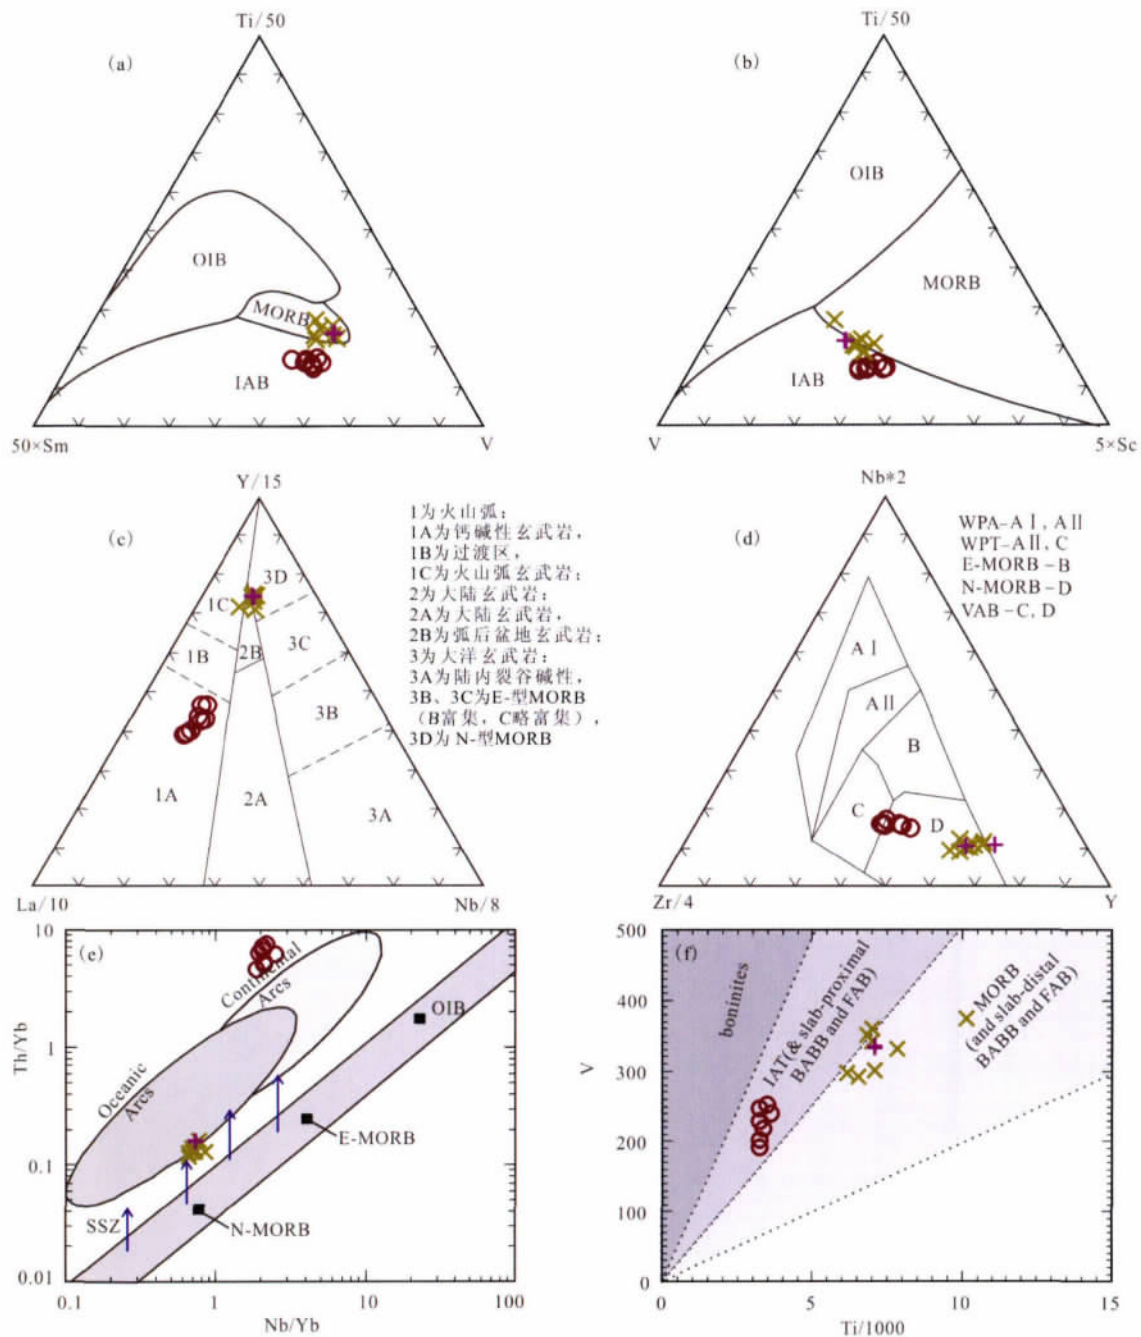 Ti/50
(a)
OIB
MORB
IAB
50×Sm
V
Ti/50
(b)
OIB
MORB
IAB
V
5×Sc
Y/15
(c)
3D
1C
1B
2B
3C
3B
1A
2A
3A
La/10
Nb/8
1为火山弧;
1A为钙碱性玄武岩,
1B为过渡区,
1C为火山弧玄武岩;
2为大陆玄武岩;
2A为大陆玄武岩,
2B为弧后盆地玄武岩;
3为大洋玄武岩;
3A为陆内裂谷碱性,
3B、3C为E-型MORB
(B富集, C略富集),
3D为N-型MORB
Nb*2
(d)
WPA-AⅠ, AⅡ
WPT-AⅡ, C
E-MORB-B
N-MORB-D
VAB-C, D
AⅠ
AⅡ
B
C
D
Zr/4
Y
(e)
Th/Yb
10
1
0.1
0.01
Continental
Arcs
Oceanic
Arcs
OIB
E-MORB
N-MORB
SSZ
0.1
1
10
100
Nb/Yb
(f)
V
500
400
300
200
100
0
boninites
IAT(& slab-proximal
BABB and FAB)
MORB
(and slab-distal
BABB and FAB)
0
5
10
15
Ti/1000